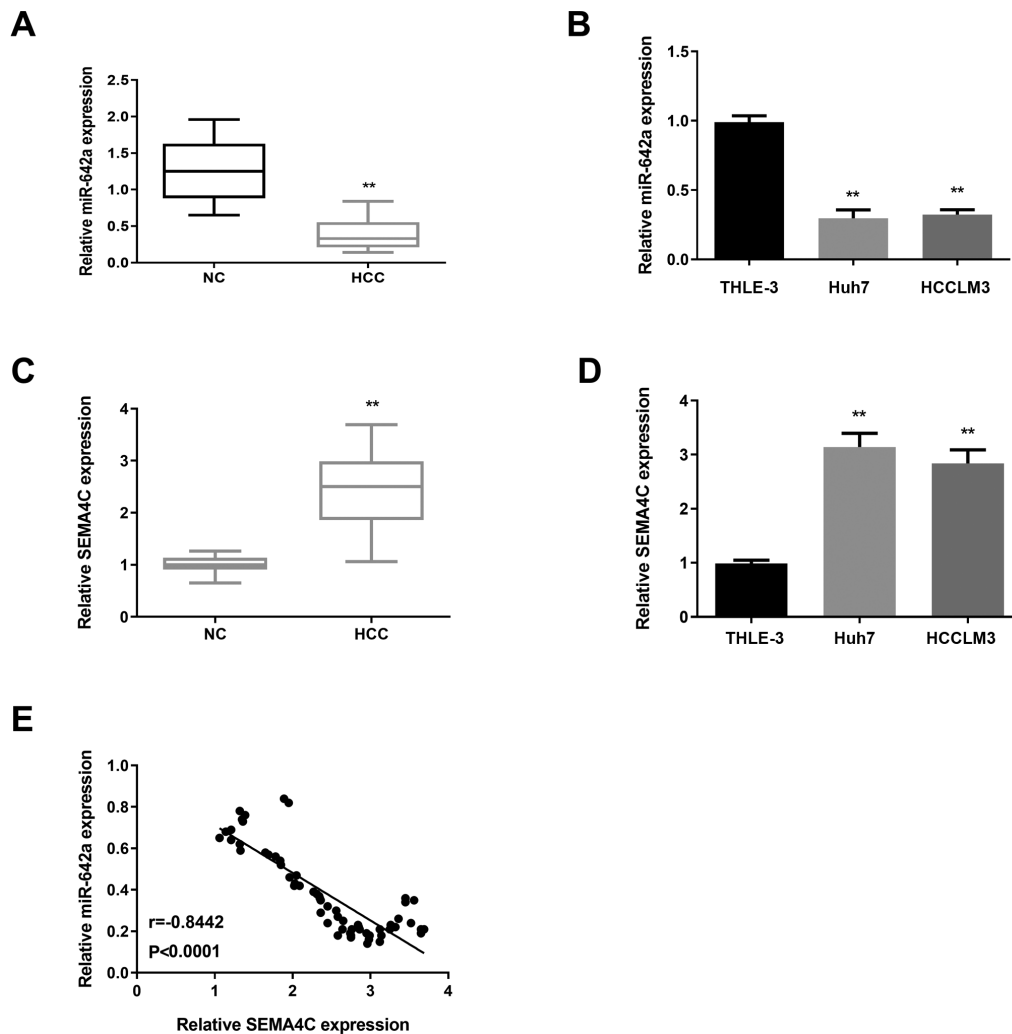 A
Relative miR-642a expression
2.5
2.0
1.5
1.0
0.5
0.0
**
NC HCC
B
Relative miR-642a expression
1.5
1.0
0.5
0.0
** **
THLE-3 Huh7 HCCLM3
C
Relative SEMA4C expression
4
3
2
1
0
**
NC HCC
D
Relative SEMA4C expression
4
3
2
1
0
** **
THLE-3 Huh7 HCCLM3
E
Relative miR-642a expression
1.0
0.8
0.6
0.4
0.2
0.0
r=-0.8442
P<0.0001
0 1 2 3 4
Relative SEMA4C expression